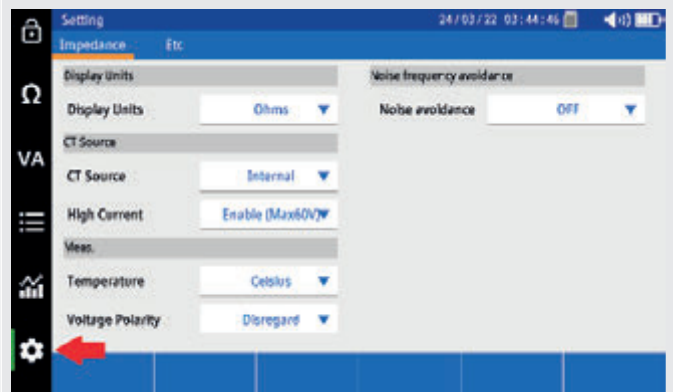 Setting 24/03/22 03:44:46
Impedance Etc
Display Units
Display Units Ohms
CT Source
CT Source Internal
High Current Enable (Max60V)
Meas.
Temperature Celsius
Voltage Polarity Disregard
Noise frequency avoidance
Noise avoidance OFF
Ω
VA